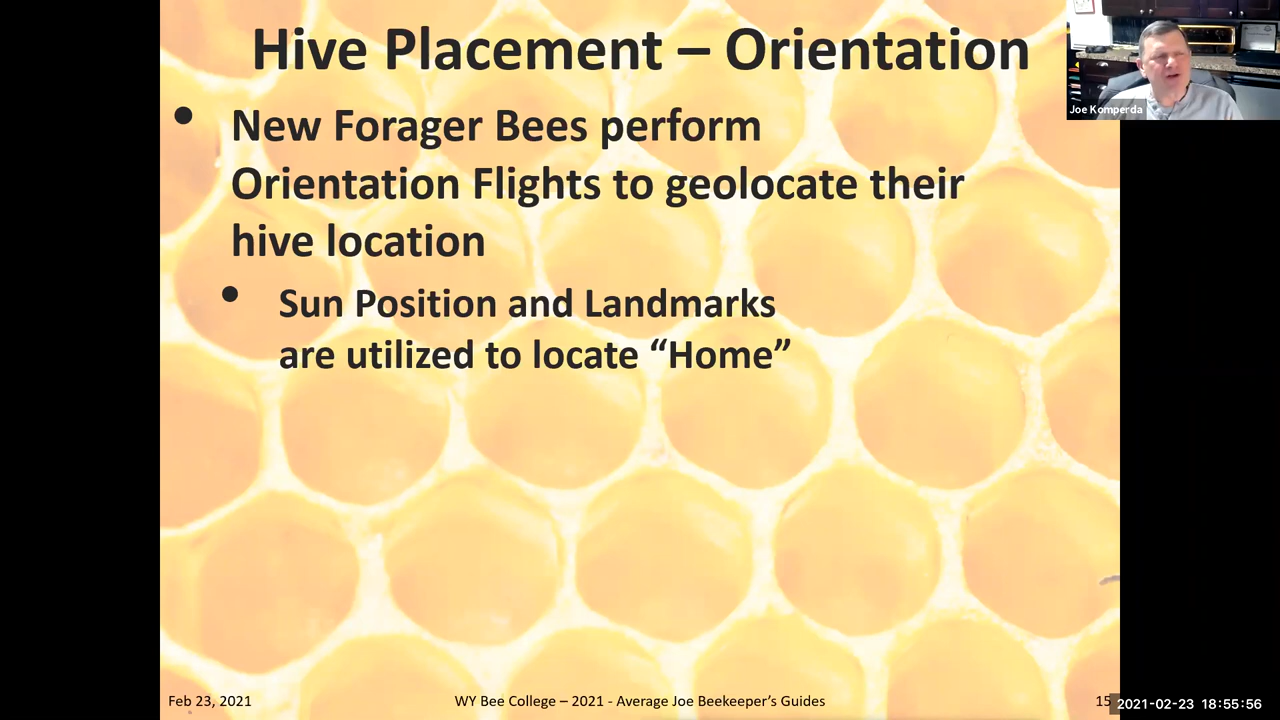 Hive Placement – Orientation
Joe Komperda
• New Forager Bees perform
Orientation Flights to geolocate their
hive location
• Sun Position and Landmarks
are utilized to locate “Home”
Feb 23, 2021
WY Bee College – 2021 - Average Joe Beekeeper’s Guides
15
2021-02-23 18:55:56